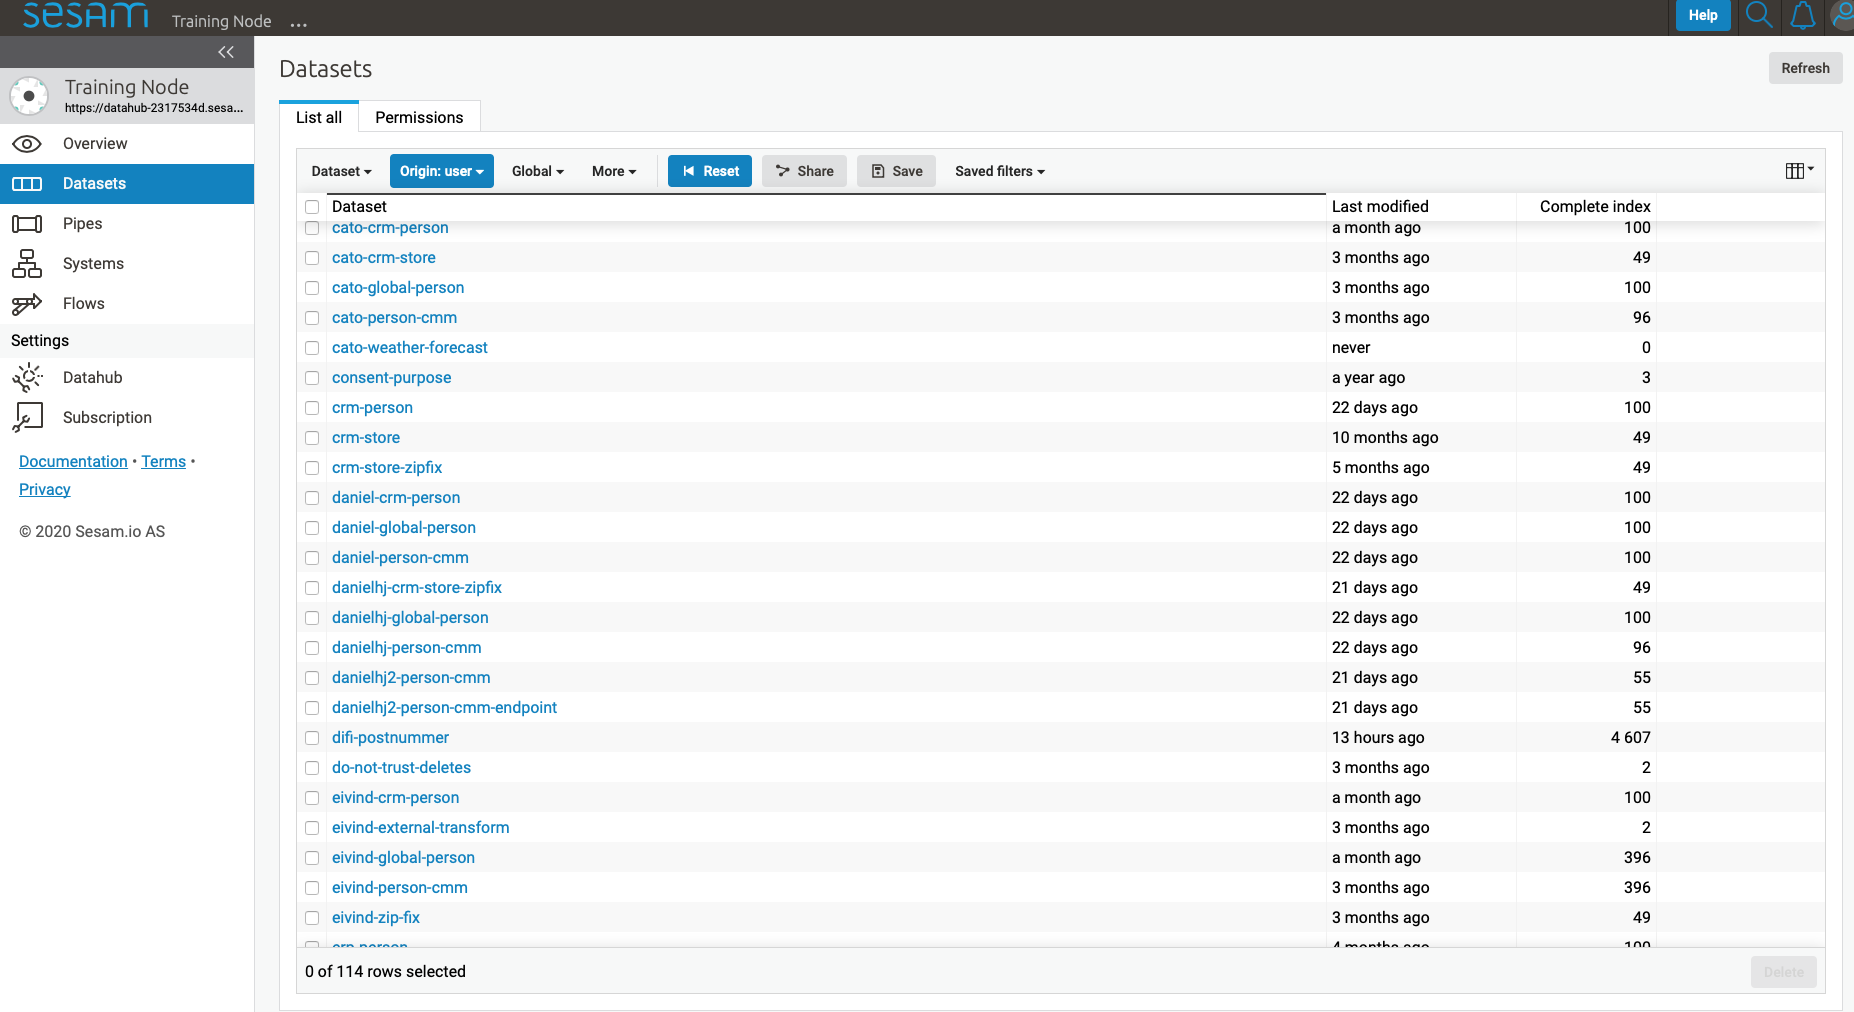 sesam Training Node ... Help
Training Node
https://datahub-2317534d.sesa...
Overview
Datasets
Pipes
Systems
Flows
Settings
Datahub
Subscription
Documentation • Terms •
Privacy
© 2020 Sesam.io AS
Datasets Refresh
List all Permissions
Dataset Origin: user Global More Reset Share Save Saved filters
Dataset Last modified Complete index
cato-crm-person a month ago 100
cato-crm-store 3 months ago 49
cato-global-person 3 months ago 100
cato-person-cmm 3 months ago 96
cato-weather-forecast never 0
consent-purpose a year ago 3
crm-person 22 days ago 100
crm-store 10 months ago 49
crm-store-zipfix 5 months ago 49
daniel-crm-person 22 days ago 100
daniel-global-person 22 days ago 100
daniel-person-cmm 22 days ago 100
danielhj-crm-store-zipfix 21 days ago 49
danielhj-global-person 22 days ago 100
danielhj-person-cmm 22 days ago 96
danielhj2-person-cmm 21 days ago 55
danielhj2-person-cmm-endpoint 21 days ago 55
difi-postnummer 13 hours ago 4 607
do-not-trust-deletes 3 months ago 2
eivind-crm-person a month ago 100
eivind-external-transform 3 months ago 2
eivind-global-person a month ago 396
eivind-person-cmm 3 months ago 396
eivind-zip-fix 3 months ago 49
erp-person 4 months ago 100
0 of 114 rows selected Delete